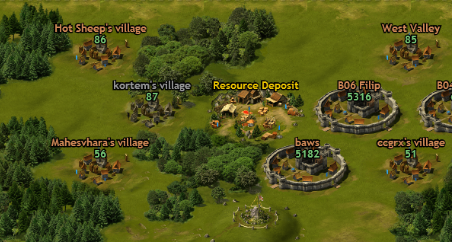 Hot Sheep's village
86
West Valley
85
kortem's village
87
Resource Deposit
B06 Filip
5316
B0
Mahesvhara's village
56
baws
5182
ccgrx's village
51